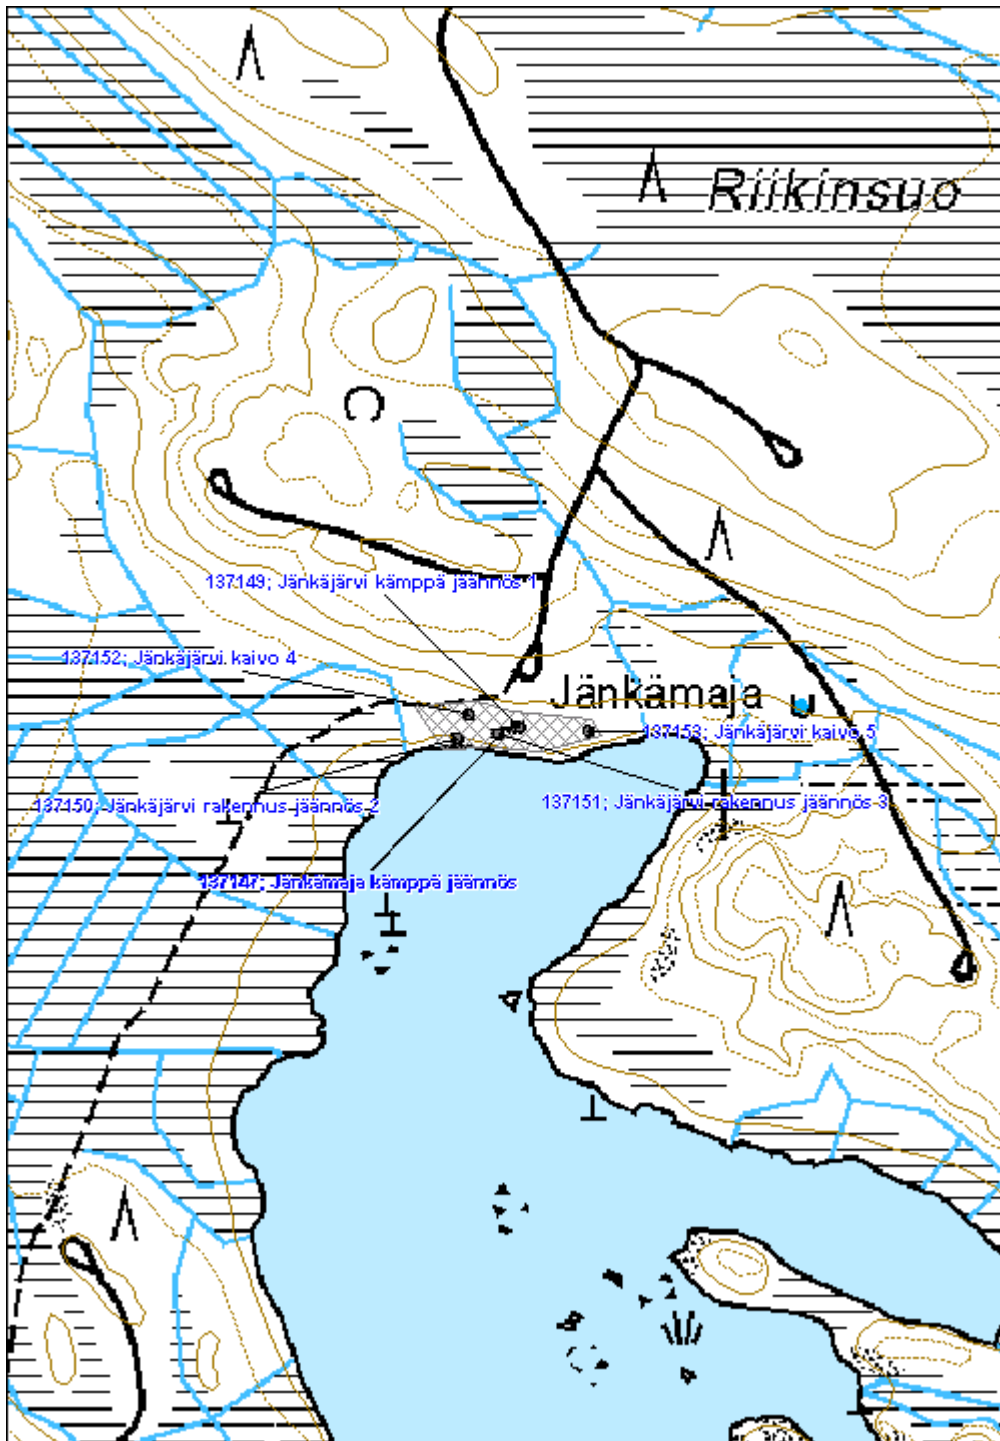 Riikinsuo
137149; Jänkäjärvi kämppä jäännös 1
137152; Jänkäjärvi kaivo 4
Jänkämaja
137153; Jänkäjärvi kaivo 5
137150; Jänkäjärvi rakennus jäännös 2
137151; Jänkäjärvi rakennus jäännös 3
137147; Jänkämaja kämppä jäännös